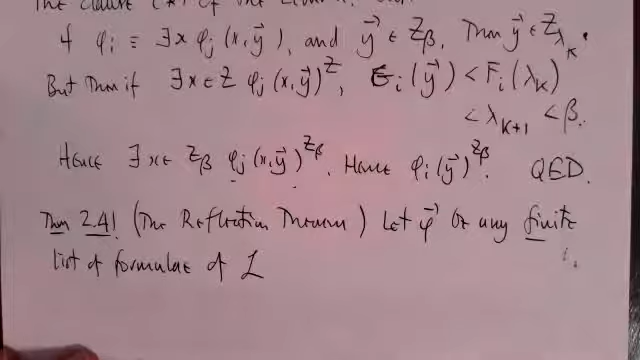 The clause (*) of the Lemma,
If φᵢ ≡ ∃x φⱼ(x, y⃗), and y⃗ ∈ Z_β, Then y⃗ ∈ Z_{λ_K}.
But Then if ∃x ∈ Z φⱼ(x, y⃗)^Z, Gᵢ(y⃗) < Fᵢ(λ_K)
< λ_{K+1} < β.
Hence ∃x ∈ Z_β φⱼ(x, y⃗)^{Z_β}. Hence φᵢ(y⃗)^{Z_β}. QED.
Thm 2.41 (The Reflection Theorem) Let φ⃗ be any finite
list of formulae of L